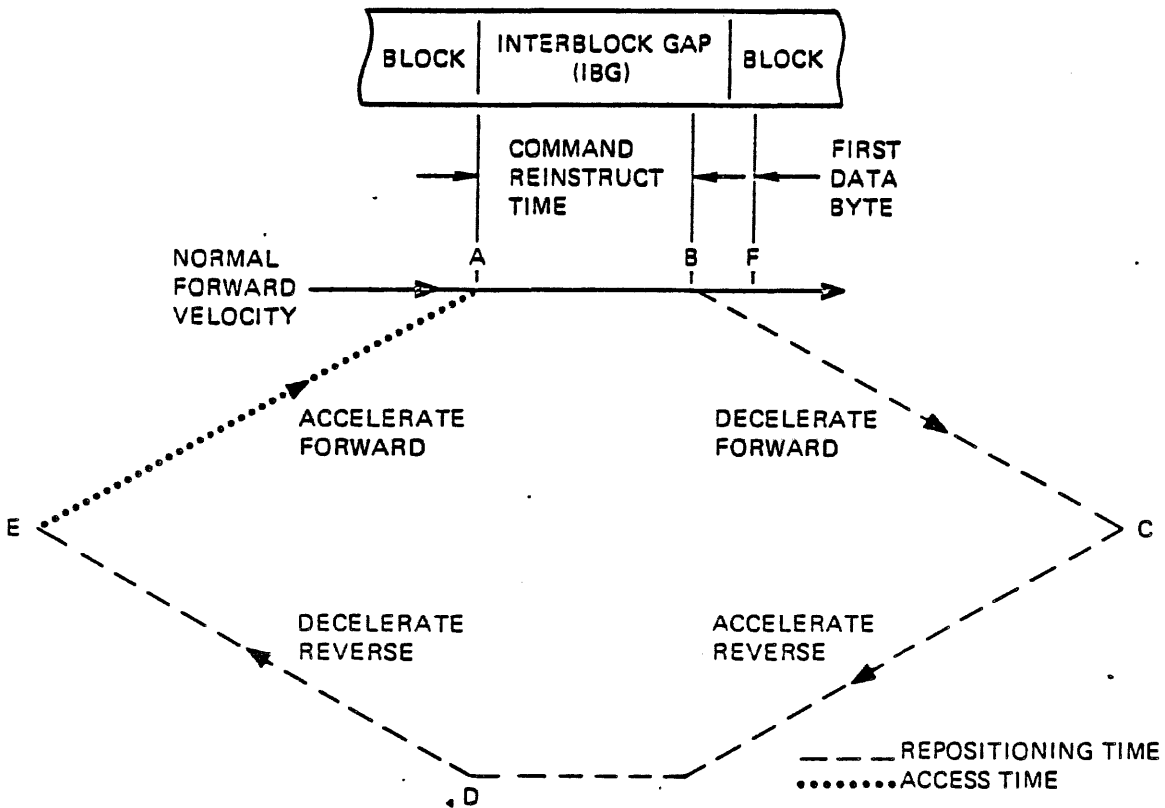 BLOCK
INTERBLOCK GAP
(IBG)
BLOCK
COMMAND
REINSTRUCT
TIME
FIRST
DATA
BYTE
NORMAL
FORWARD
VELOCITY
A
B
F
ACCELERATE
FORWARD
DECELERATE
FORWARD
E
C
DECELERATE
REVERSE
ACCELERATE
REVERSE
D
REPOSITIONING TIME
ACCESS TIME